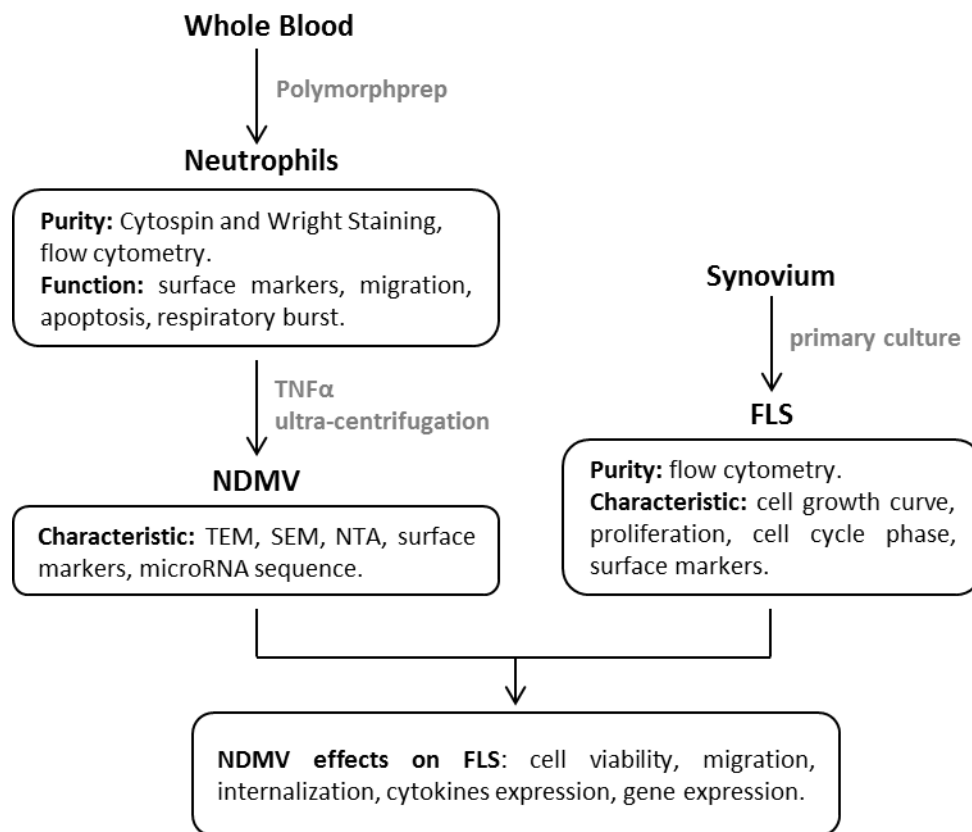 Whole Blood
Polymorphprep
Neutrophils
Purity: Cytospin and Wright Staining,
flow cytometry.
Function: surface markers, migration,
apoptosis, respiratory burst.
TNFα
ultra-centrifugation
NDMV
Characteristic: TEM, SEM, NTA, surface
markers, microRNA sequence.
Synovium
primary culture
FLS
Purity: flow cytometry.
Characteristic: cell growth curve,
proliferation, cell cycle phase,
surface markers.
NDMV effects on FLS: cell viability, migration,
internalization, cytokines expression, gene expression.